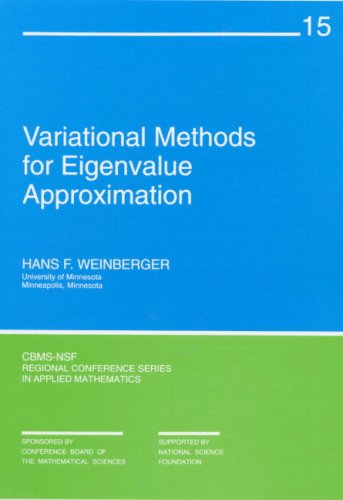 15
Variational Methods
for Eigenvalue
Approximation
HANS F. WEINBERGER
University of Minnesota
Minneapolis, Minnesota
CBMS-NSF
REGIONAL CONFERENCE SERIES
IN APPLIED MATHEMATICS
SPONSORED BY
CONFERENCE BOARD OF
THE MATHEMATICAL SCIENCES
SUPPORTED BY
NATIONAL SCIENCE
FOUNDATION